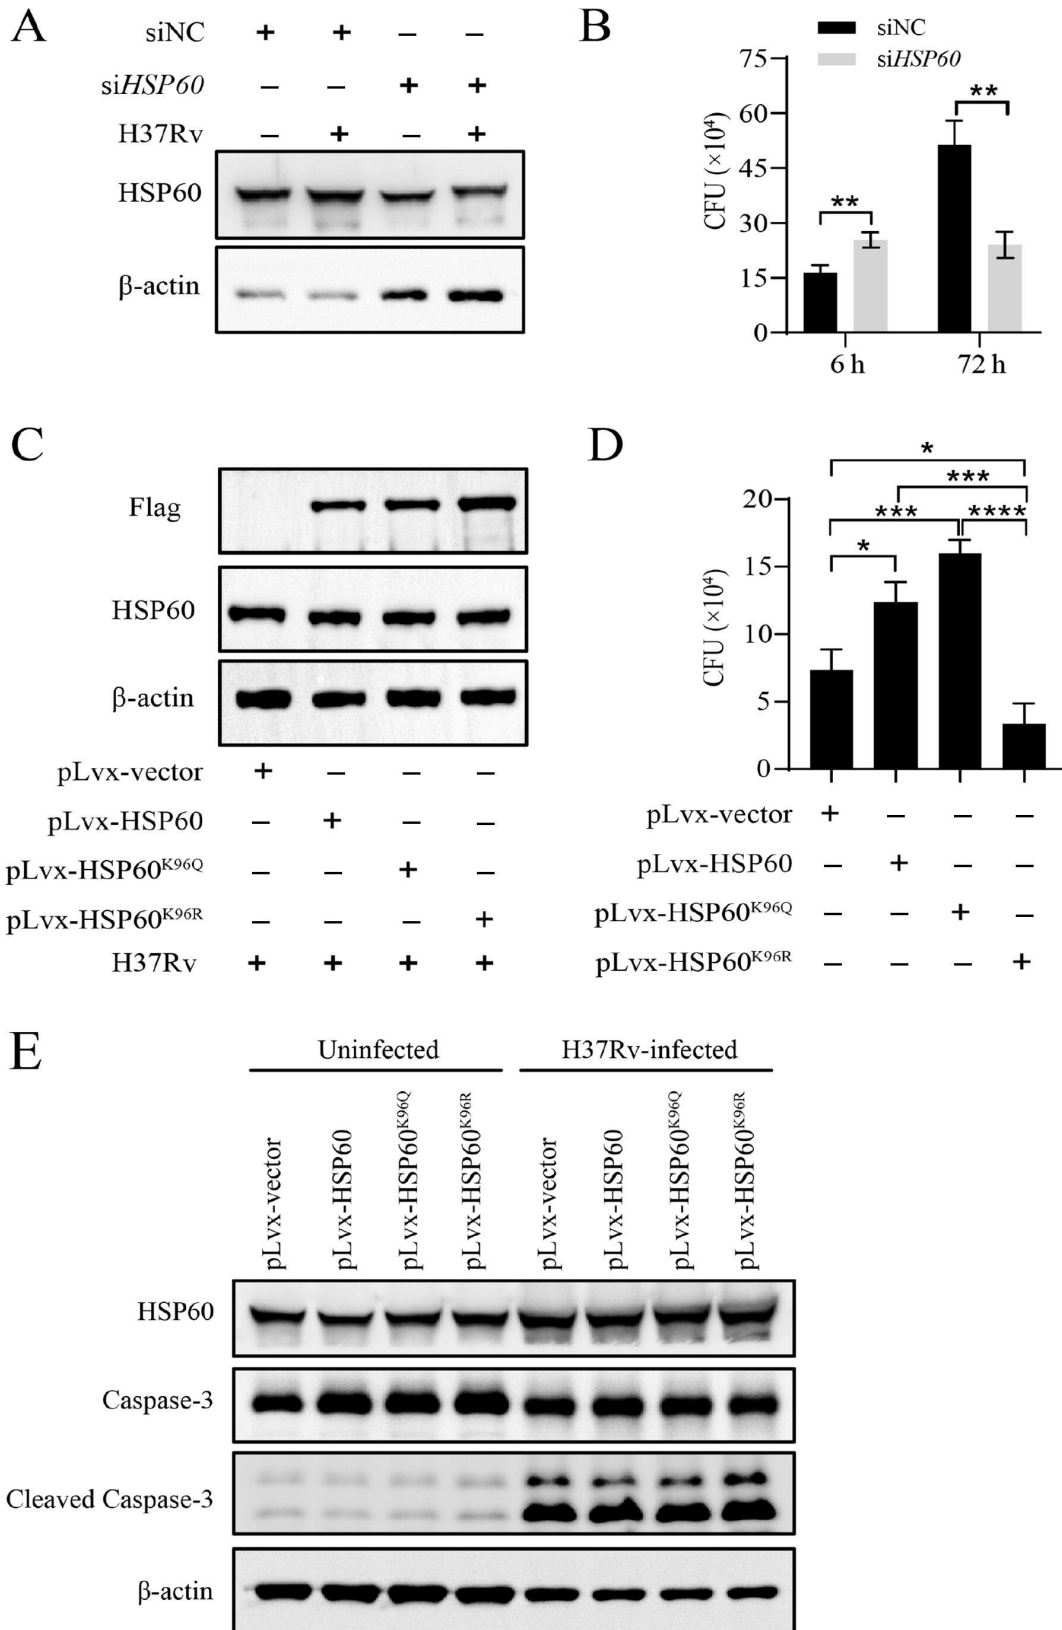 A
siNC + + – –
siHSP60 – – + +
H37Rv – + – +
HSP60
β-actin
B
siNC
siHSP60
CFU (×10⁴)
75
60
45
30
15
0
**
**
6 h 72 h
C
Flag
HSP60
β-actin
pLvx-vector + – – –
pLvx-HSP60 – + – –
pLvx-HSP60ᴷ⁹⁶Q – – + –
pLvx-HSP60ᴷ⁹⁶ᴿ – – – +
H37Rv + + + +
D
CFU (×10⁴)
20
15
10
5
0
*
***
*** ****
*
pLvx-vector + – – –
pLvx-HSP60 – + – –
pLvx-HSP60ᴷ⁹⁶Q – – + –
pLvx-HSP60ᴷ⁹⁶ᴿ – – – +
E
Uninfected H37Rv-infected
pLvx-vector
pLvx-HSP60
pLvx-HSP60ᴷ⁹⁶Q
pLvx-HSP60ᴷ⁹⁶ᴿ
pLvx-vector
pLvx-HSP60
pLvx-HSP60ᴷ⁹⁶Q
pLvx-HSP60ᴷ⁹⁶ᴿ
HSP60
Caspase-3
Cleaved Caspase-3
β-actin